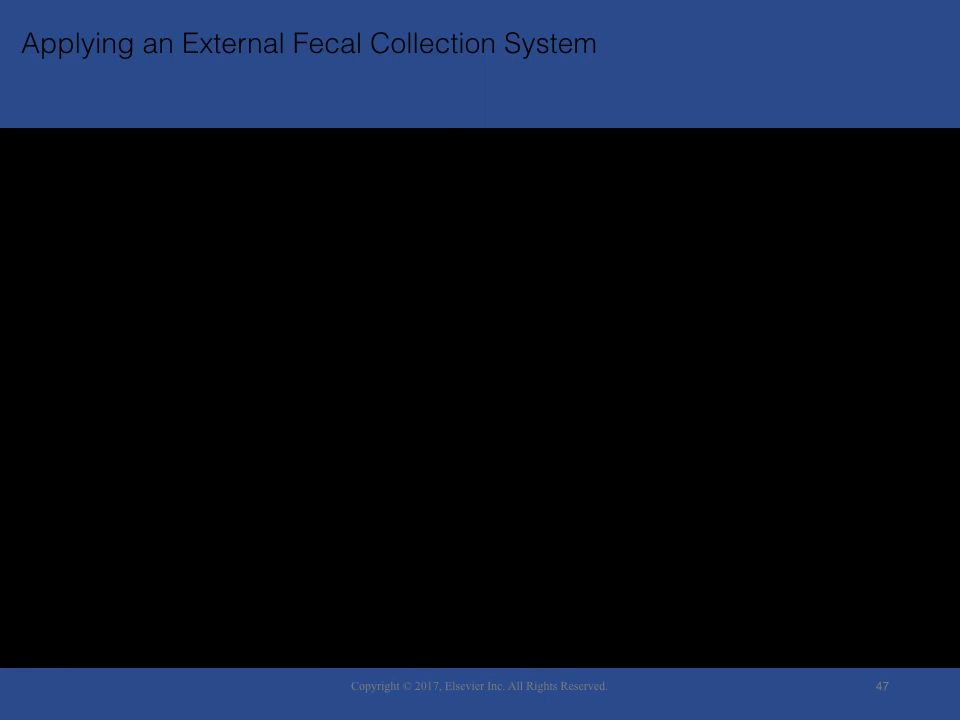 Applying an External Fecal Collection System
Copyright © 2017, Elsevier Inc. All Rights Reserved.
47